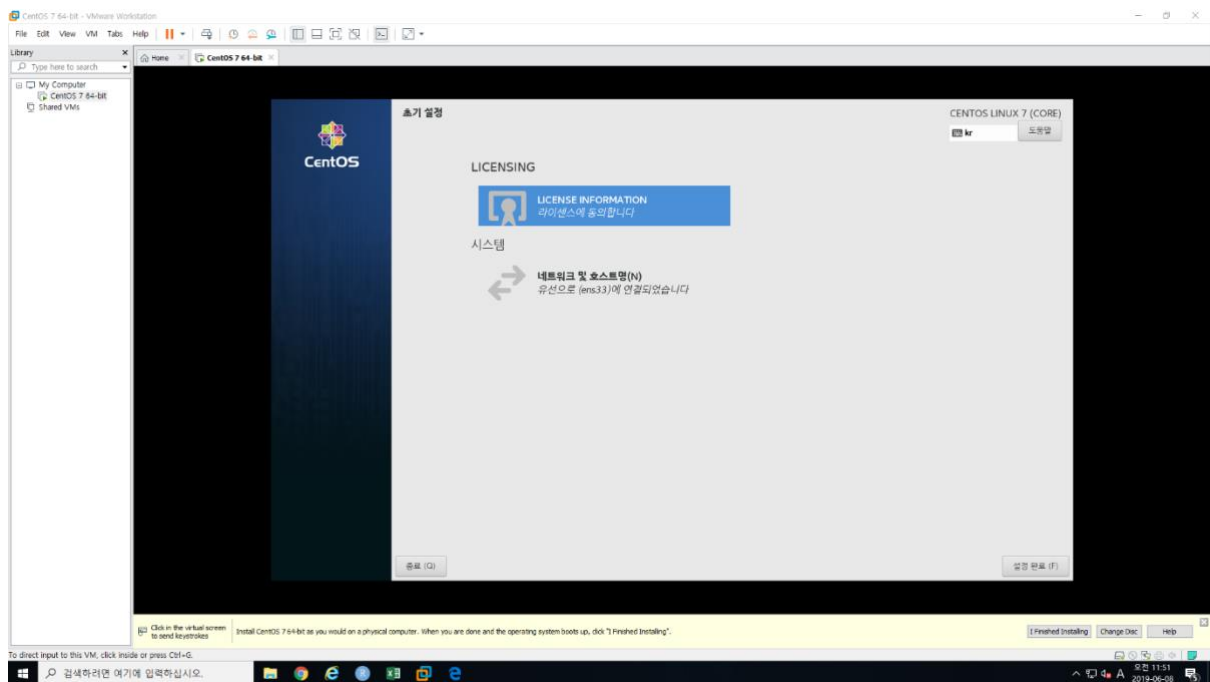 CentOS 7 64-bit - VMware Workstation
File Edit View VM Tabs Help
Library
Type here to search
Home
CentOS 7 64-bit
My Computer
CentOS 7 64-bit
Shared VMs
CentOS
초기 설정
CENTOS LINUX 7 (CORE)
kr
도움말
LICENSING
LICENSE INFORMATION
라이센스에 동의합니다
시스템
네트워크 및 호스트명(N)
유선으로 (ens33)에 연결되었습니다
종료 (Q)
설정 완료 (F)
Click in the virtual screen
to send keystrokes
Install CentOS 7 64-bit as you would on a physical computer. When you are done and the operating system boots up, click "I Finished Installing".
I Finished Installing
Change Disc
Help
To direct input to this VM, click inside or press Ctrl+G.
검색하려면 여기에 입력하십시오.
A
오전 11:51
2019-06-08